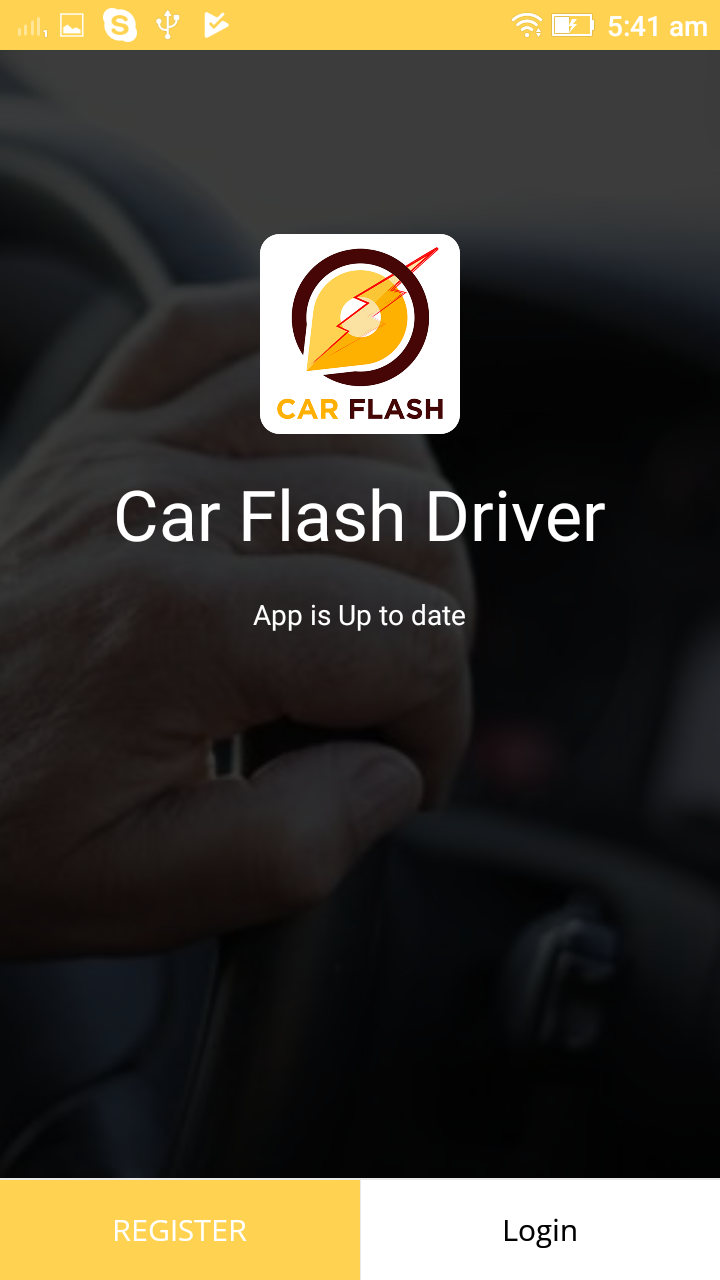 5:41 am
CAR FLASH
Car Flash Driver
App is Up to date
REGISTER
Login